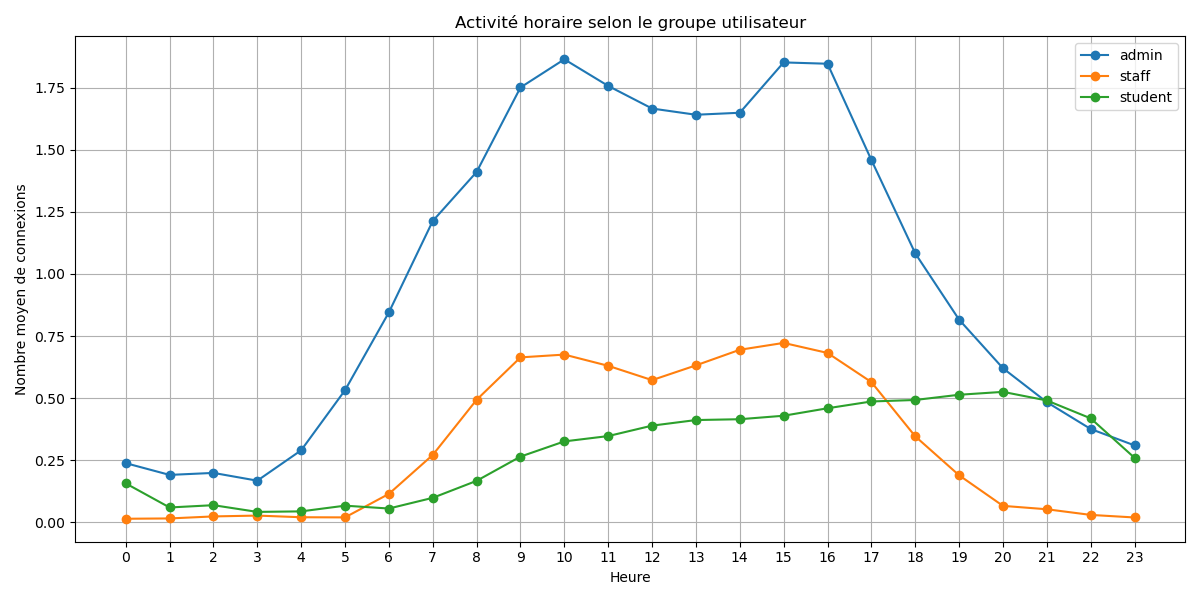 Activité horaire selon le groupe utilisateur
admin
staff
student
Nombre moyen de connexions
1.75
1.50
1.25
1.00
0.75
0.50
0.25
0.00
0 1 2 3 4 5 6 7 8 9 10 11 12 13 14 15 16 17 18 19 20 21 22 23
Heure